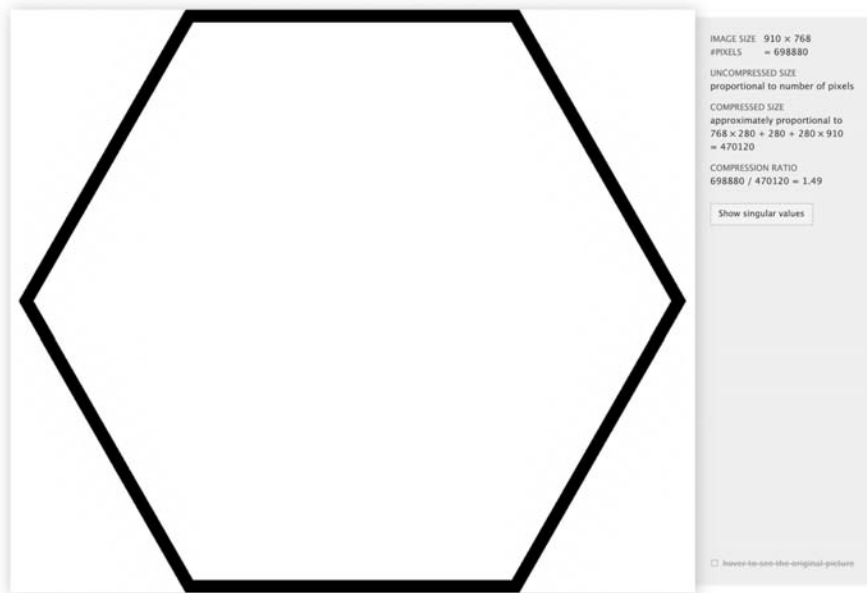 IMAGE SIZE 910 × 768
#PIXELS = 698880
UNCOMPRESSED SIZE
proportional to number of pixels
COMPRESSED SIZE
approximately proportional to
768 × 280 + 280 + 280 × 910
= 470120
COMPRESSION RATIO
698880 / 470120 = 1.49
Show singular values
hover to see the original picture